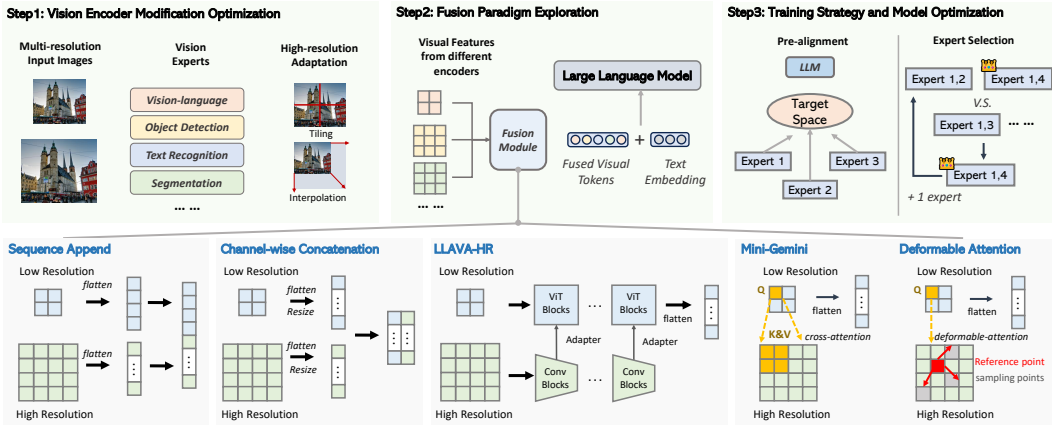 Step1: Vision Encoder Modification Optimization
Multi-resolution
Input Images
Vision
Experts
High-resolution
Adaptation
Vision-language
Object Detection
Text Recognition
Segmentation
... ...
Tiling
Interpolation
Step2: Fusion Paradigm Exploration
Visual Features
from different
encoders
... ...
Fusion
Module
Large Language Model
+
Fused Visual
Tokens
Text
Embedding
Step3: Training Strategy and Model Optimization
Pre-alignment
LLM
Target
Space
Expert 1
Expert 2
Expert 3
Expert Selection
Expert 1,2
Expert 1,4
V.S.
Expert 1,3
... ...
Expert 1,4
+ 1 expert
Sequence Append
Low Resolution
flatten
flatten
High Resolution
Channel-wise Concatenation
Low Resolution
flatten
Resize
flatten
Resize
High Resolution
LLAVA-HR
Low Resolution
ViT
Blocks
...
ViT
Blocks
flatten
Adapter
Adapter
Conv
Blocks
...
Conv
Blocks
High Resolution
Mini-Gemini
Low Resolution
Q
flatten
K&V
cross-attention
High Resolution
Deformable Attention
Low Resolution
Q
flatten
deformable-attention
Reference point
sampling points
High Resolution